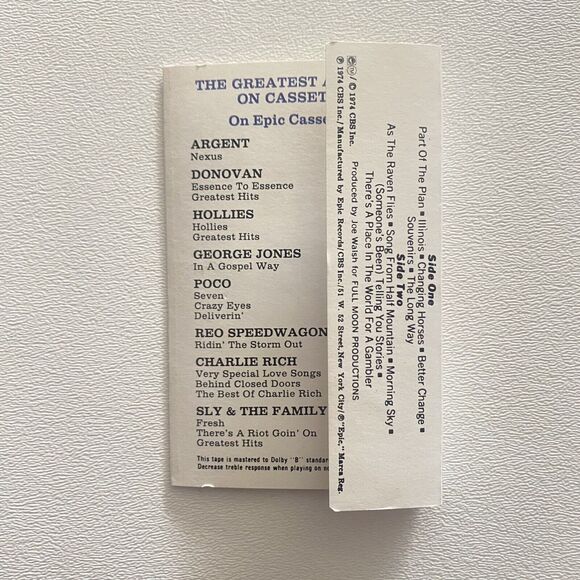 THE GREATEST A
ON CASSET
On Epic Casse
ARGENT
Nexus
DONOVAN
Essence To Essence
Greatest Hits
HOLLIES
Hollies
Greatest Hits
GEORGE JONES
In A Gospel Way
POCO
Seven
Crazy Eyes
Deliverin'
REO SPEEDWAGON
Ridin' The Storm Out
CHARLIE RICH
Very Special Love Songs
Behind Closed Doors
The Best Of Charlie Rich
SLY & THE FAMILY
Fresh
There's A Riot Goin' On
Greatest Hits
This tape is mastered to Dolby "B" standar
Decrease treble response when playing on no
Side One
Part Of The Plan ▪ Illinois ▪ Changing Horses ▪ Better Change ▪
Souvenirs ▪ The Long Way
Side Two
As The Raven Flies ▪ Song From Half Mountain ▪ Morning Sky ▪
(Someone's Been) Telling You Stories ▪
There's A Place In The World For A Gambler
Produced by Joe Walsh for FULL MOON PRODUCTIONS
/ © 1974 CBS Inc.
℗ 1974 CBS Inc./Manufactured by Epic Records/CBS Inc./51 W. 52 Street, New York City/® "Epic," Marca Reg.